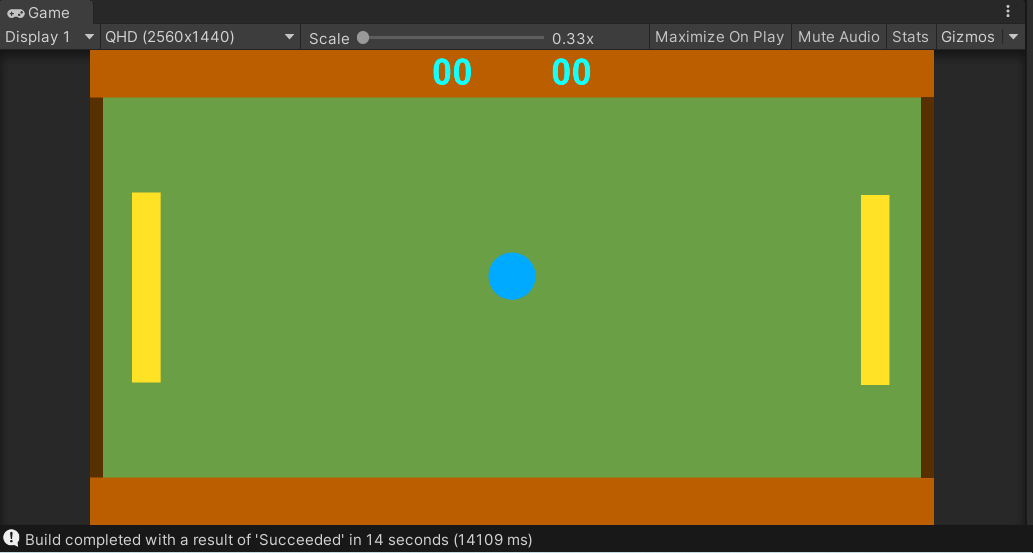 Game
Display 1 QHD (2560x1440) Scale 0.33x Maximize On Play Mute Audio Stats Gizmos
00 00
Build completed with a result of 'Succeeded' in 14 seconds (14109 ms)